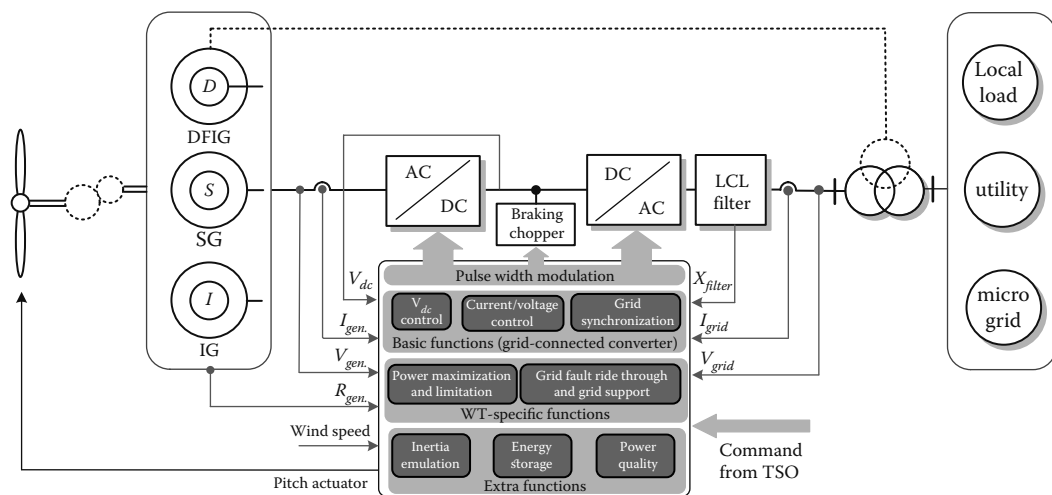 D
DFIG
S
SG
I
IG
AC
DC
Braking
chopper
DC
AC
LCL
filter
Local
load
utility
micro
grid
Pulse width modulation
V_dc
control
Current/voltage
control
Grid
synchronization
Basic functions (grid-connected converter)
Power maximization
and limitation
Grid fault ride through
and grid support
WT-specific functions
Inertia
emulation
Energy
storage
Power
quality
Extra functions
V_dc
I_gen.
V_gen.
R_gen.
Wind speed
Pitch actuator
X_filter
I_grid
V_grid
Command
from TSO